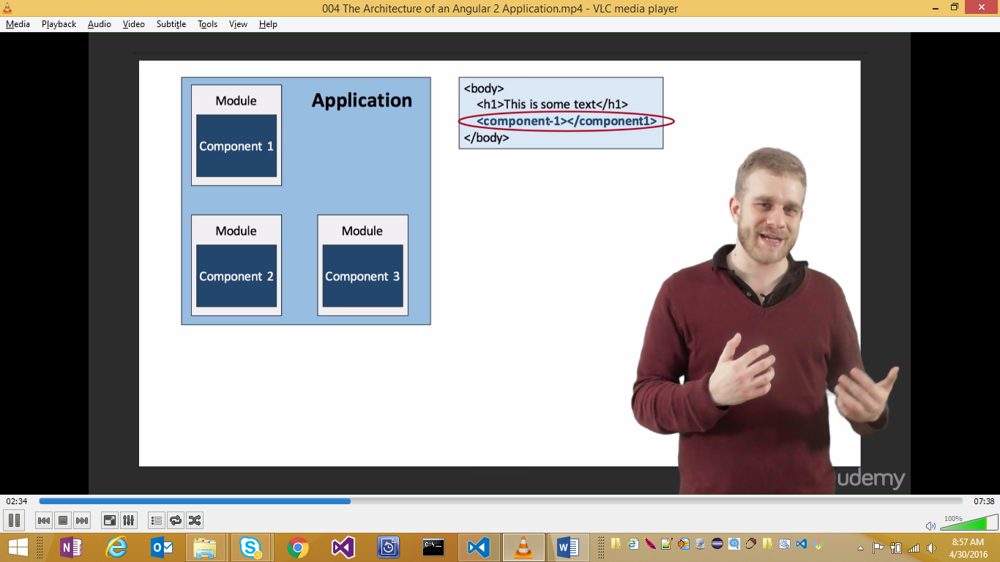 004 The Architecture of an Angular 2 Application.mp4 - VLC media player
Media Playback Audio Video Subtitle Tools View Help
Application
Module
Component 1
Module
Component 2
Module
Component 3
<body>
<h1>This is some text</h1>
<component-1></component1>
</body>
udemy
02:34
07:38
100%
8:57 AM
4/30/2016